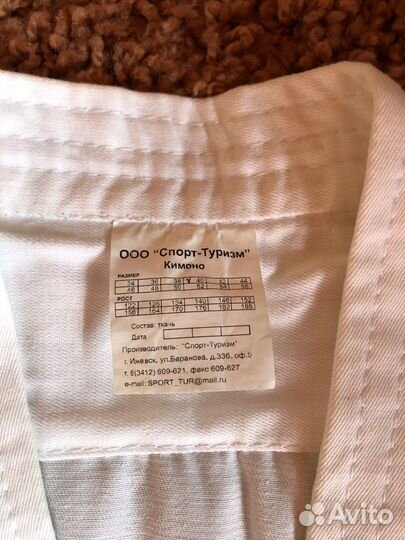 ООО "Спорт-Туризм"
Кимоно
РАЗМЕР
34 36 38 40 42 44
46 48 50 52 54 56
РОСТ
122 128 134 140 146 152
158 164 170 176 182 188
Состав: ткань
Дата
Производитель: "Спорт-Туризм"
г. Ижевск, ул.Баранова, д.33б, оф.5
т. 8(3412) 609-621, факс 609-627
e-mail: SPORT_TUR@mail.ru
Avito